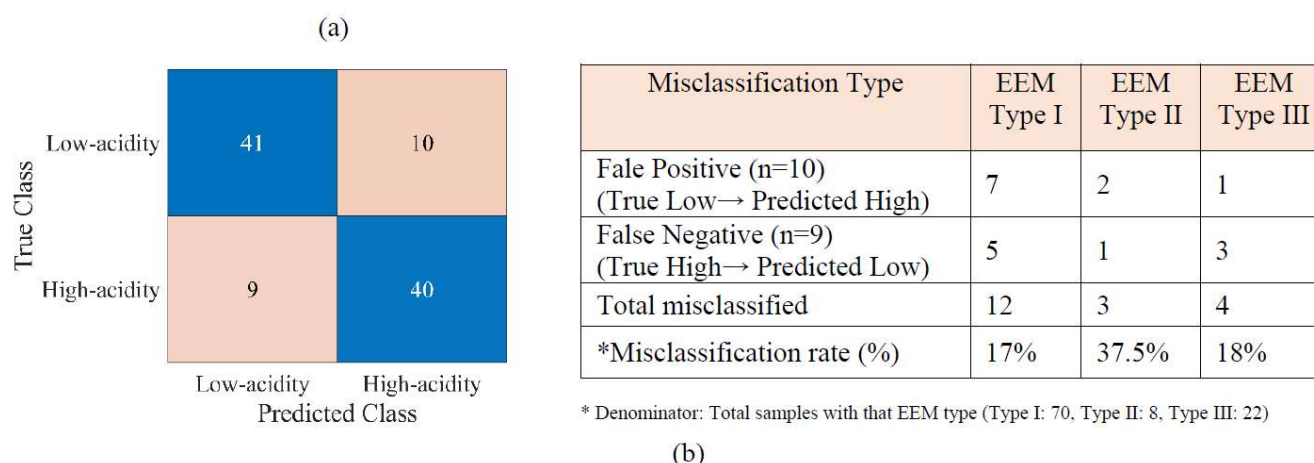 (a)
True Class
Low-acidity
41
10
High-acidity
9
40
Low-acidity
High-acidity
Predicted Class
Misclassification Type
EEM
Type I
EEM
Type II
EEM
Type III
Fale Positive (n=10)
(True Low→ Predicted High)
7
2
1
False Negative (n=9)
(True High→ Predicted Low)
5
1
3
Total misclassified
12
3
4
*Misclassification rate (%)
17%
37.5%
18%
* Denominator: Total samples with that EEM type (Type I: 70, Type II: 8, Type III: 22)
(b)